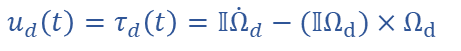 u_d(t) = τ_d(t) = 𝕀Ω̇_d − (𝕀Ω_d) × Ω_d